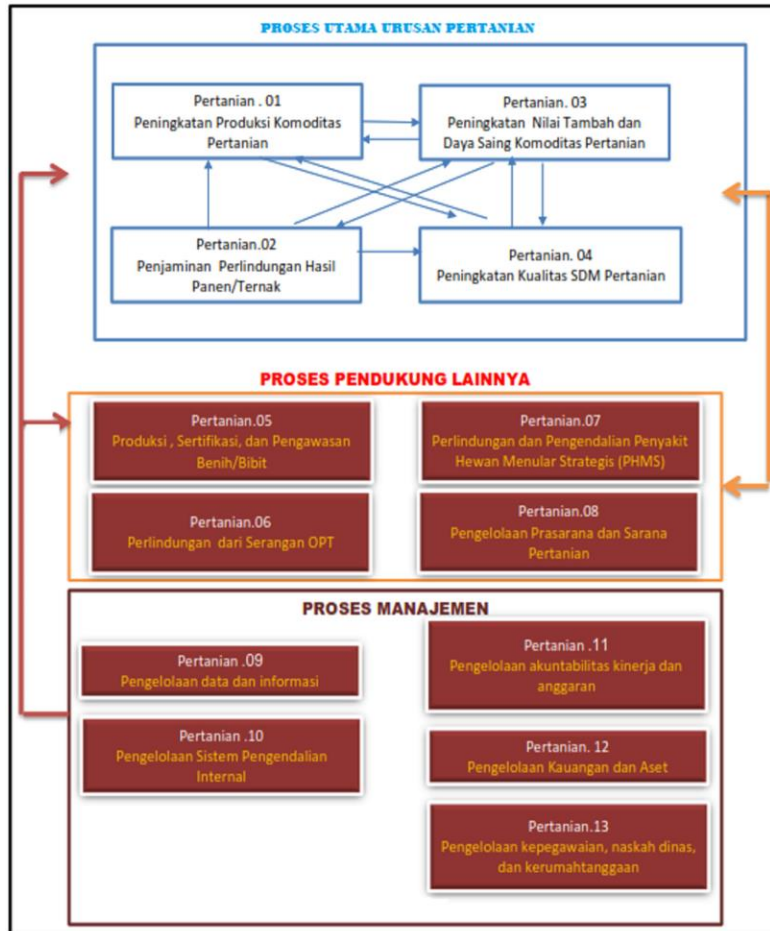 PROSES UTAMA URUSAN PERTANIAN
Pertanian . 01
Peningkatan Produksi Komoditas
Pertanian
Pertanian. 03
Peningkatan Nilai Tambah dan
Daya Saing Komoditas Pertanian
Pertanian.02
Penjaminan Perlindungan Hasil
Panen/Ternak
Pertanian. 04
Peningkatan Kualitas SDM Pertanian
PROSES PENDUKUNG LAINNYA
Pertanian.05
Produksi , Sertifikasi, dan Pengawasan
Benih/Bibit
Pertanian.07
Perlindungan dan Pengendalian Penyakit
Hewan Menular Strategis (PHMS)
Pertanian.06
Perlindungan dari Serangan OPT
Pertanian.08
Pengelolaan Prasarana dan Sarana
Pertanian
PROSES MANAJEMEN
Pertanian .09
Pengelolaan data dan informasi
Pertanian .11
Pengelolaan akuntabilitas kinerja dan
anggaran
Pertanian .10
Pengelolaan Sistem Pengendalian
Internal
Pertanian. 12
Pengelolaan Kauangan dan Aset
Pertanian.13
Pengelolaan kepegawaian, naskah dinas,
dan kerumahtanggaan